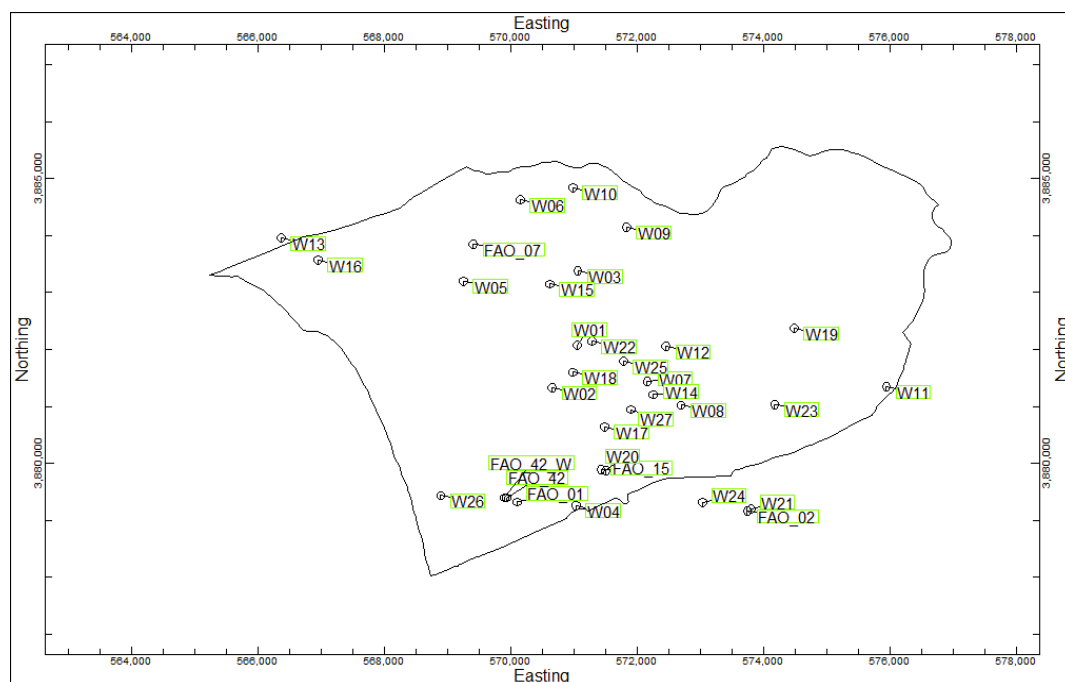 Easting
564,000 566,000 568,000 570,000 572,000 574,000 576,000 578,000
3,885,000 3,885,000
W10
W06
W09
W13
FAO_07
W16
W03
W05
W15
W01
W19
W22
W12
Northing Northing
W25
W18
W07
W11
W02
W14
W08
W23
W27
W17
W20
3,880,000 3,880,000
FAO_42_W
FAO_15
FAO_42
FAO_01
W26
W24
W21
W04
FAO_02
564,000 566,000 568,000 570,000 572,000 574,000 576,000 578,000
Easting